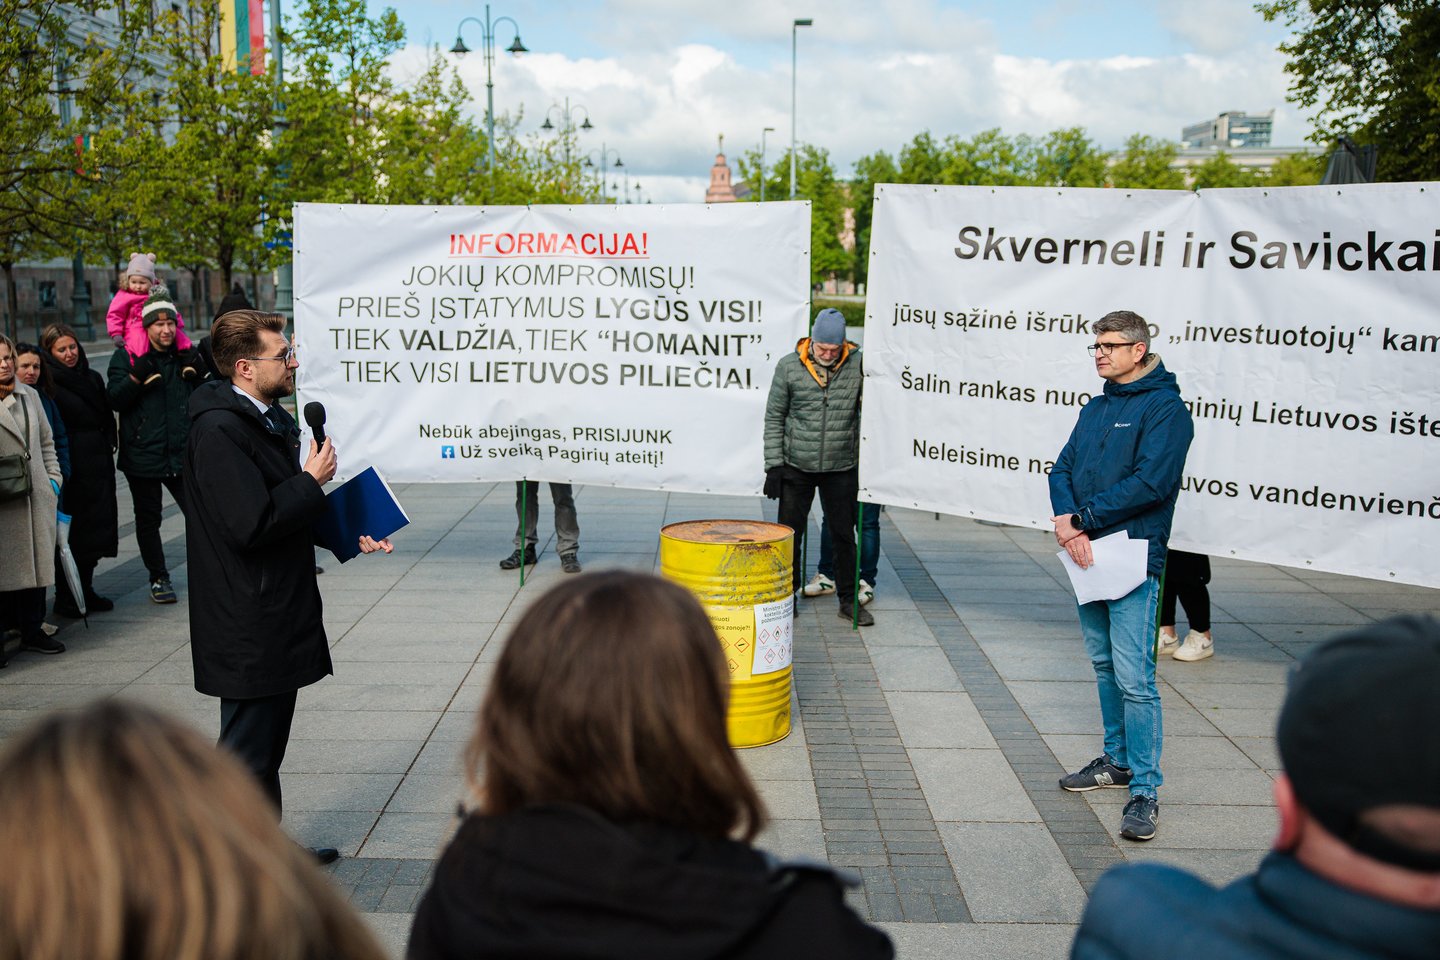 INFORMACIJA!
JOKIŲ KOMPROMISŲ!
PRIEŠ ĮSTATYMUS LYGŪS VISI!
TIEK VALDŽIA, TIEK “HOMANIT”,
TIEK VISI LIETUVOS PILIEČIAI.
Nebūk abejingas, PRISIJUNK
Už sveiką Pagirių ateitį!
Skverneli ir Savickai
jūsų sąžinė išrūk o „investuotojų“ kam
Šalin rankas nuo ginių Lietuvos ište
Neleisime na uvos vandenvienč
Ministro